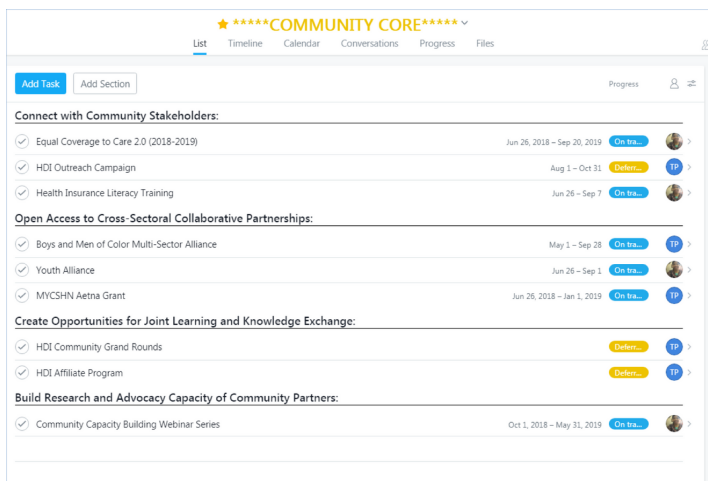 *****COMMUNITY CORE*****
List Timeline Calendar Conversations Progress Files
Add Task Add Section Progress
Connect with Community Stakeholders:
Equal Coverage to Care 2.0 (2018-2019) Jun 26, 2018 – Sep 20, 2019 On tra...
HDI Outreach Campaign Aug 1 – Oct 31 Deferr... TP
Health Insurance Literacy Training Jun 26 – Sep 7 On tra...
Open Access to Cross-Sectoral Collaborative Partnerships:
Boys and Men of Color Multi-Sector Alliance May 1 – Sep 28 On tra... TP
Youth Alliance Jun 26 – Sep 1 On tra...
MYCSHN Aetna Grant Jun 26, 2018 – Jan 1, 2019 On tra... TP
Create Opportunities for Joint Learning and Knowledge Exchange:
HDI Community Grand Rounds Deferr... TP
HDI Affiliate Program Deferr... TP
Build Research and Advocacy Capacity of Community Partners:
Community Capacity Building Webinar Series Oct 1, 2018 – May 31, 2019 On tra...